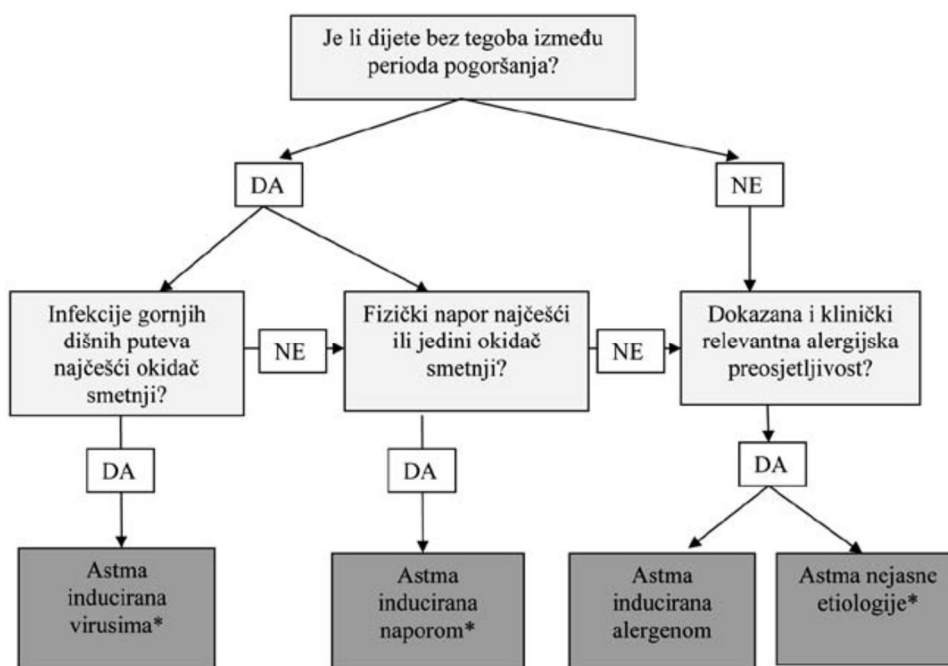 Je li dijete bez tegoba između
perioda pogoršanja?
DA
NE
Infekcije gornjih
dišnih puteva
najčešći okidač
smetnji?
NE
Fizički napor najčešći
ili jedini okidač
smetnji?
NE
Dokazana i klinički
relevantna alergijska
preosjetljivost?
DA
DA
DA
Astma
inducirana
virusima*
Astma
inducirana
naporom*
Astma
inducirana
alergenom
Astma nejasne
etiologije*